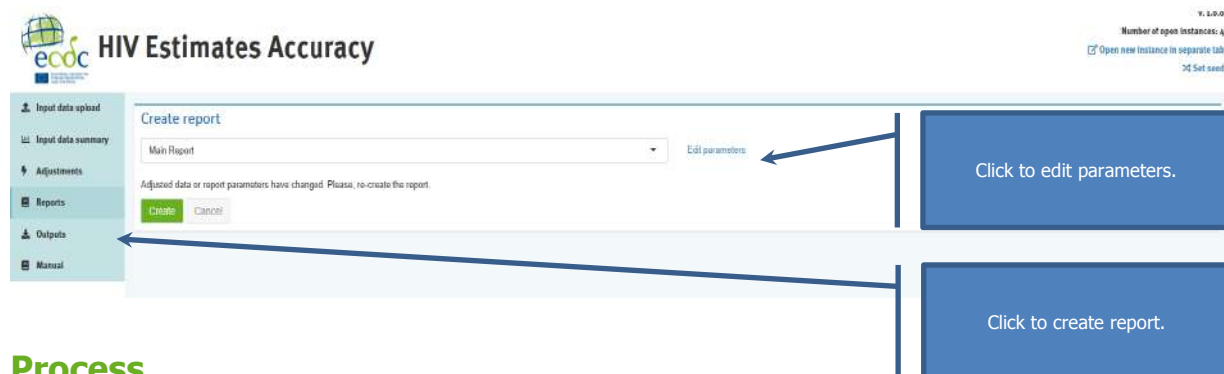 v. 1.0.0
Number of open instances: 4
Open new instance in separate tab
Set seed
ecdc
HIV Estimates Accuracy
Input data upload
Input data summary
Adjustments
Reports
Outputs
Manual
Create report
Main Report
Edit parameters
Adjusted data or report parameters have changed. Please, re-create the report.
Create
Cancel
Click to edit parameters.
Click to create report.
Process